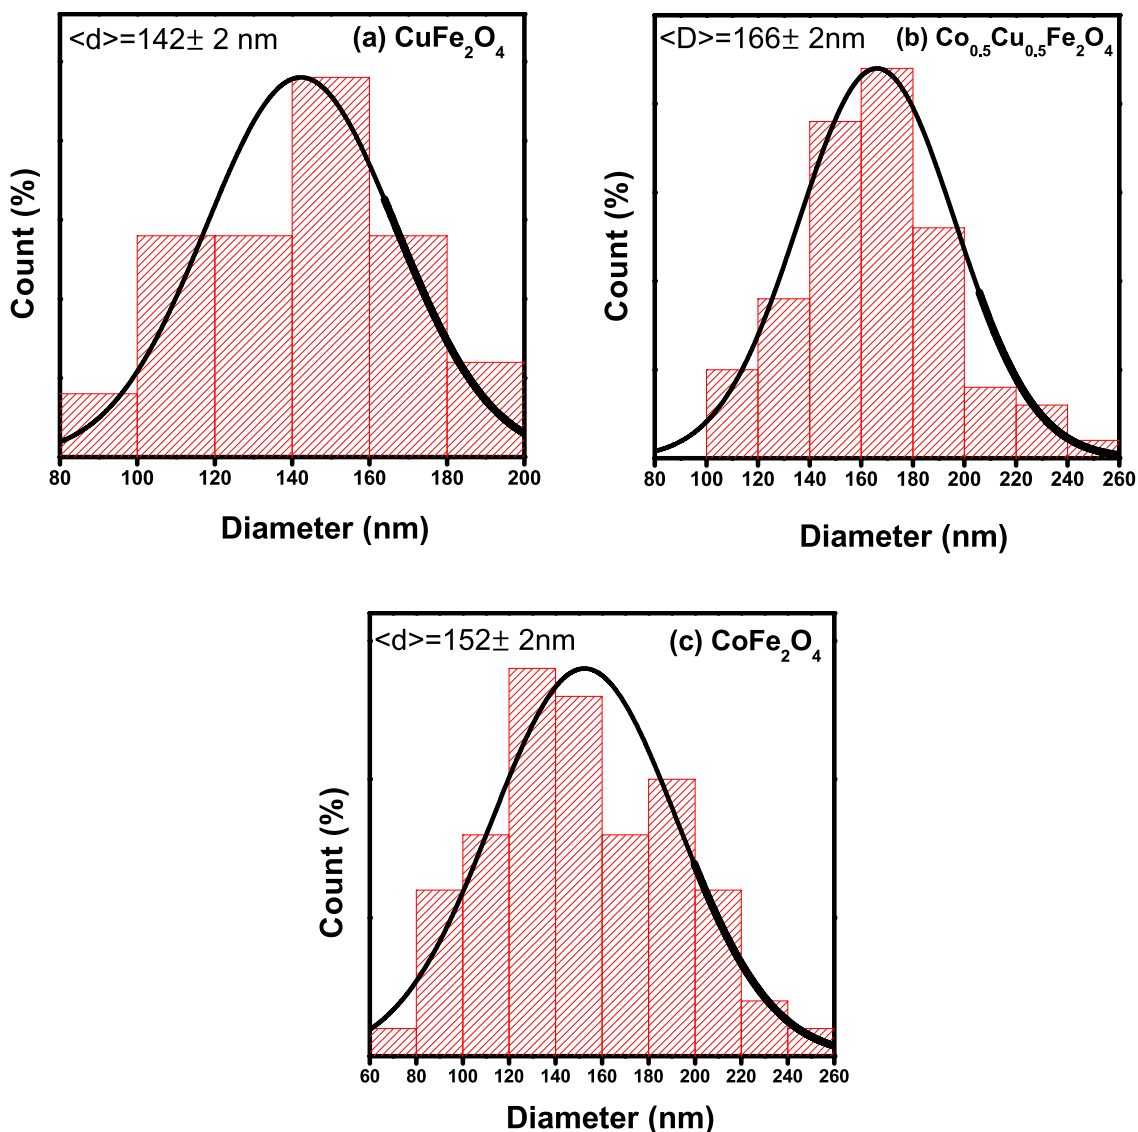 <d>=142± 2 nm (a) CuFe₂O₄
Count (%)
80 100 120 140 160 180 200
Diameter (nm)
<D>=166± 2nm (b) Co₀.₅Cu₀.₅Fe₂O₄
Count (%)
80 100 120 140 160 180 200 220 240 260
Diameter (nm)
<d>=152± 2nm (c) CoFe₂O₄
Count (%)
60 80 100 120 140 160 180 200 220 240 260
Diameter (nm)